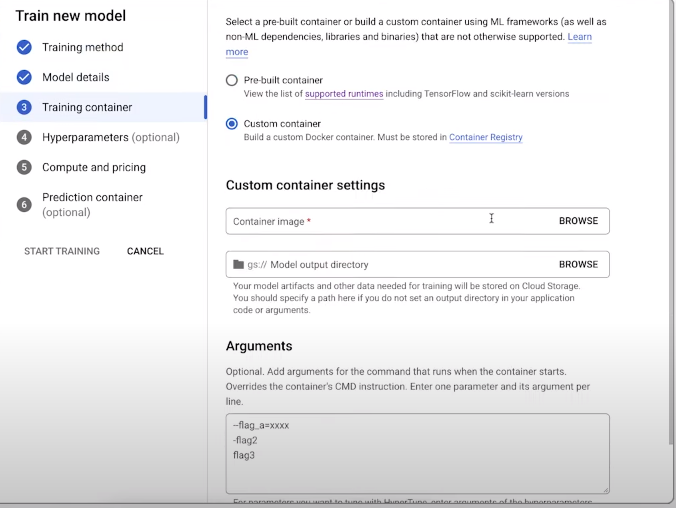 Train new model
Training method
Model details
3 Training container
4 Hyperparameters (optional)
5 Compute and pricing
6 Prediction container
(optional)
START TRAINING CANCEL
Select a pre-built container or build a custom container using ML frameworks (as well as
non-ML dependencies, libraries and binaries) that are not otherwise supported. Learn
more
Pre-built container
View the list of supported runtimes including TensorFlow and scikit-learn versions
Custom container
Build a custom Docker container. Must be stored in Container Registry
Custom container settings
Container image * BROWSE
gs:// Model output directory BROWSE
Your model artifacts and other data needed for training will be stored on Cloud Storage.
You should specify a path here if you do not set an output directory in your application
code or arguments.
Arguments
Optional. Add arguments for the command that runs when the container starts.
Overrides the container's CMD instruction. Enter one parameter and its argument per
line.
--flag_a=xxxx
-flag2
flag3
For parameters you want to tune with HyperTune, enter arguments of the hyperparameters